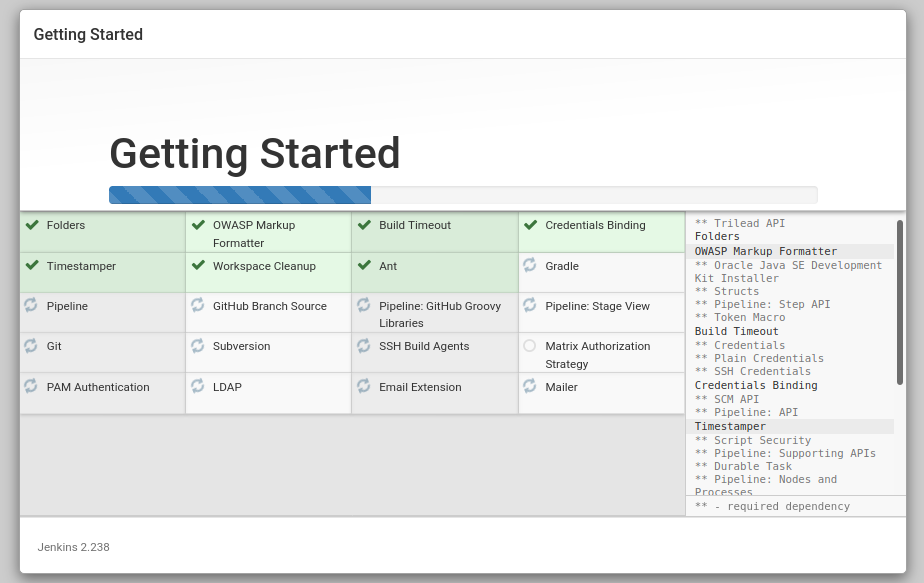 Getting Started
Getting Started
Folders
OWASP Markup
Formatter
Build Timeout
Credentials Binding
Timestamper
Workspace Cleanup
Ant
Gradle
Pipeline
GitHub Branch Source
Pipeline: GitHub Groovy
Libraries
Pipeline: Stage View
Git
Subversion
SSH Build Agents
Matrix Authorization
Strategy
PAM Authentication
LDAP
Email Extension
Mailer
** Trilead API
Folders
OWASP Markup Formatter
** Oracle Java SE Development
Kit Installer
** Structs
** Pipeline: Step API
** Token Macro
Build Timeout
** Credentials
** Plain Credentials
** SSH Credentials
Credentials Binding
** SCM API
** Pipeline: API
Timestamper
** Script Security
** Pipeline: Supporting APIs
** Durable Task
** Pipeline: Nodes and
Processes
** - required dependency
Jenkins 2.238